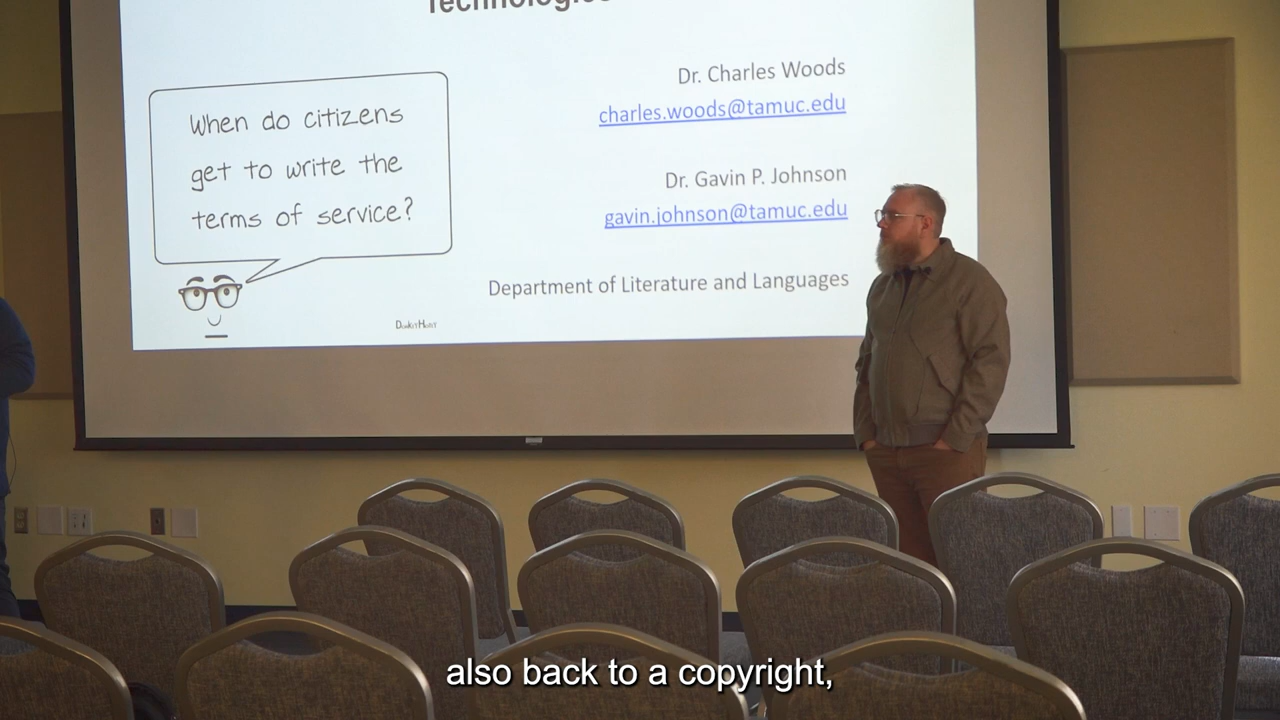 Technologies
When do citizens
get to write the
terms of service?
Dr. Charles Woods
charles.woods@tamuc.edu
Dr. Gavin P. Johnson
gavin.johnson@tamuc.edu
Department of Literature and Languages
also back to a copyright,